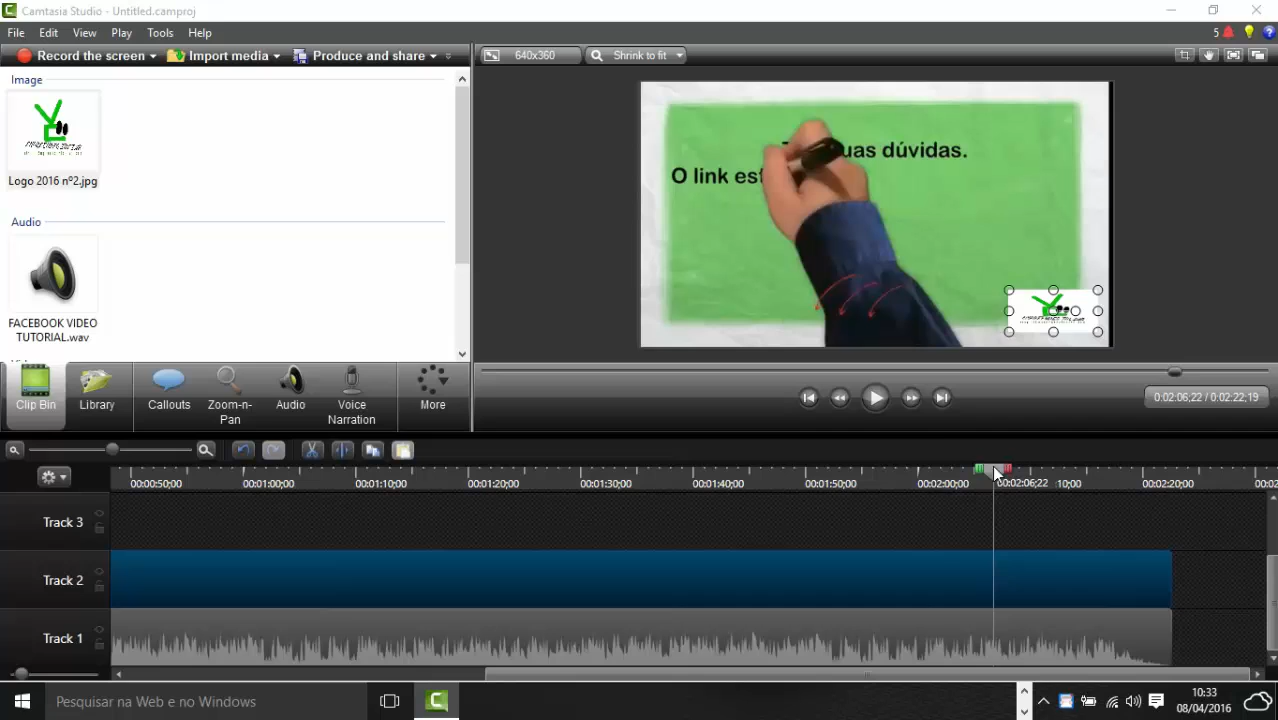 Camtasia Studio - Untitled.camproj
File Edit View Play Tools Help
5
Record the screen Import media Produce and share
640x360 Shrink to fit
Image
Logo 2016 nº2.jpg
Audio
FACEBOOK VIDEO
TUTORIAL.wav
uas dúvidas.
O link est
Clip Bin
Library
Callouts
Zoom-n-
Pan
Audio
Voice
Narration
More
0:02:06;22 / 0:02:22;19
00:00:50;00 00:01:00;00 00:01:10;00 00:01:20;00 00:01:30;00 00:01:40;00 00:01:50;00 00:02:00;00 00:02:06;22 :10;00 00:02:20;00 00:02
Track 3
Track 2
Track 1
Pesquisar na Web e no Windows
10:33
08/04/2016